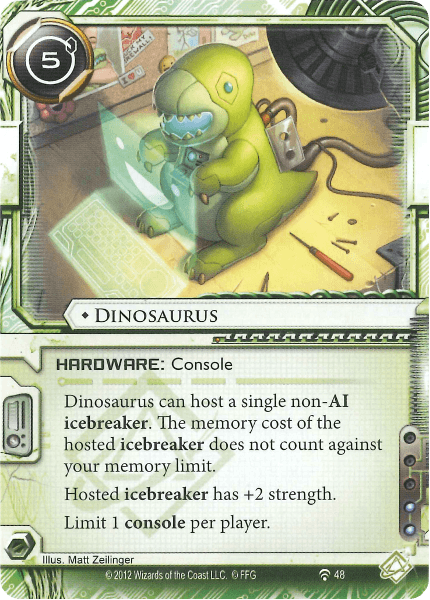 5
◆ DINOSAURUS
HARDWARE: Console
Dinosaurus can host a single non-AI
icebreaker. The memory cost of the
hosted icebreaker does not count against
your memory limit.
Hosted icebreaker has +2 strength.
Limit 1 console per player.
Illus. Matt Zeilinger
©2012 Wizards of the Coast LLC. ©FFG 48